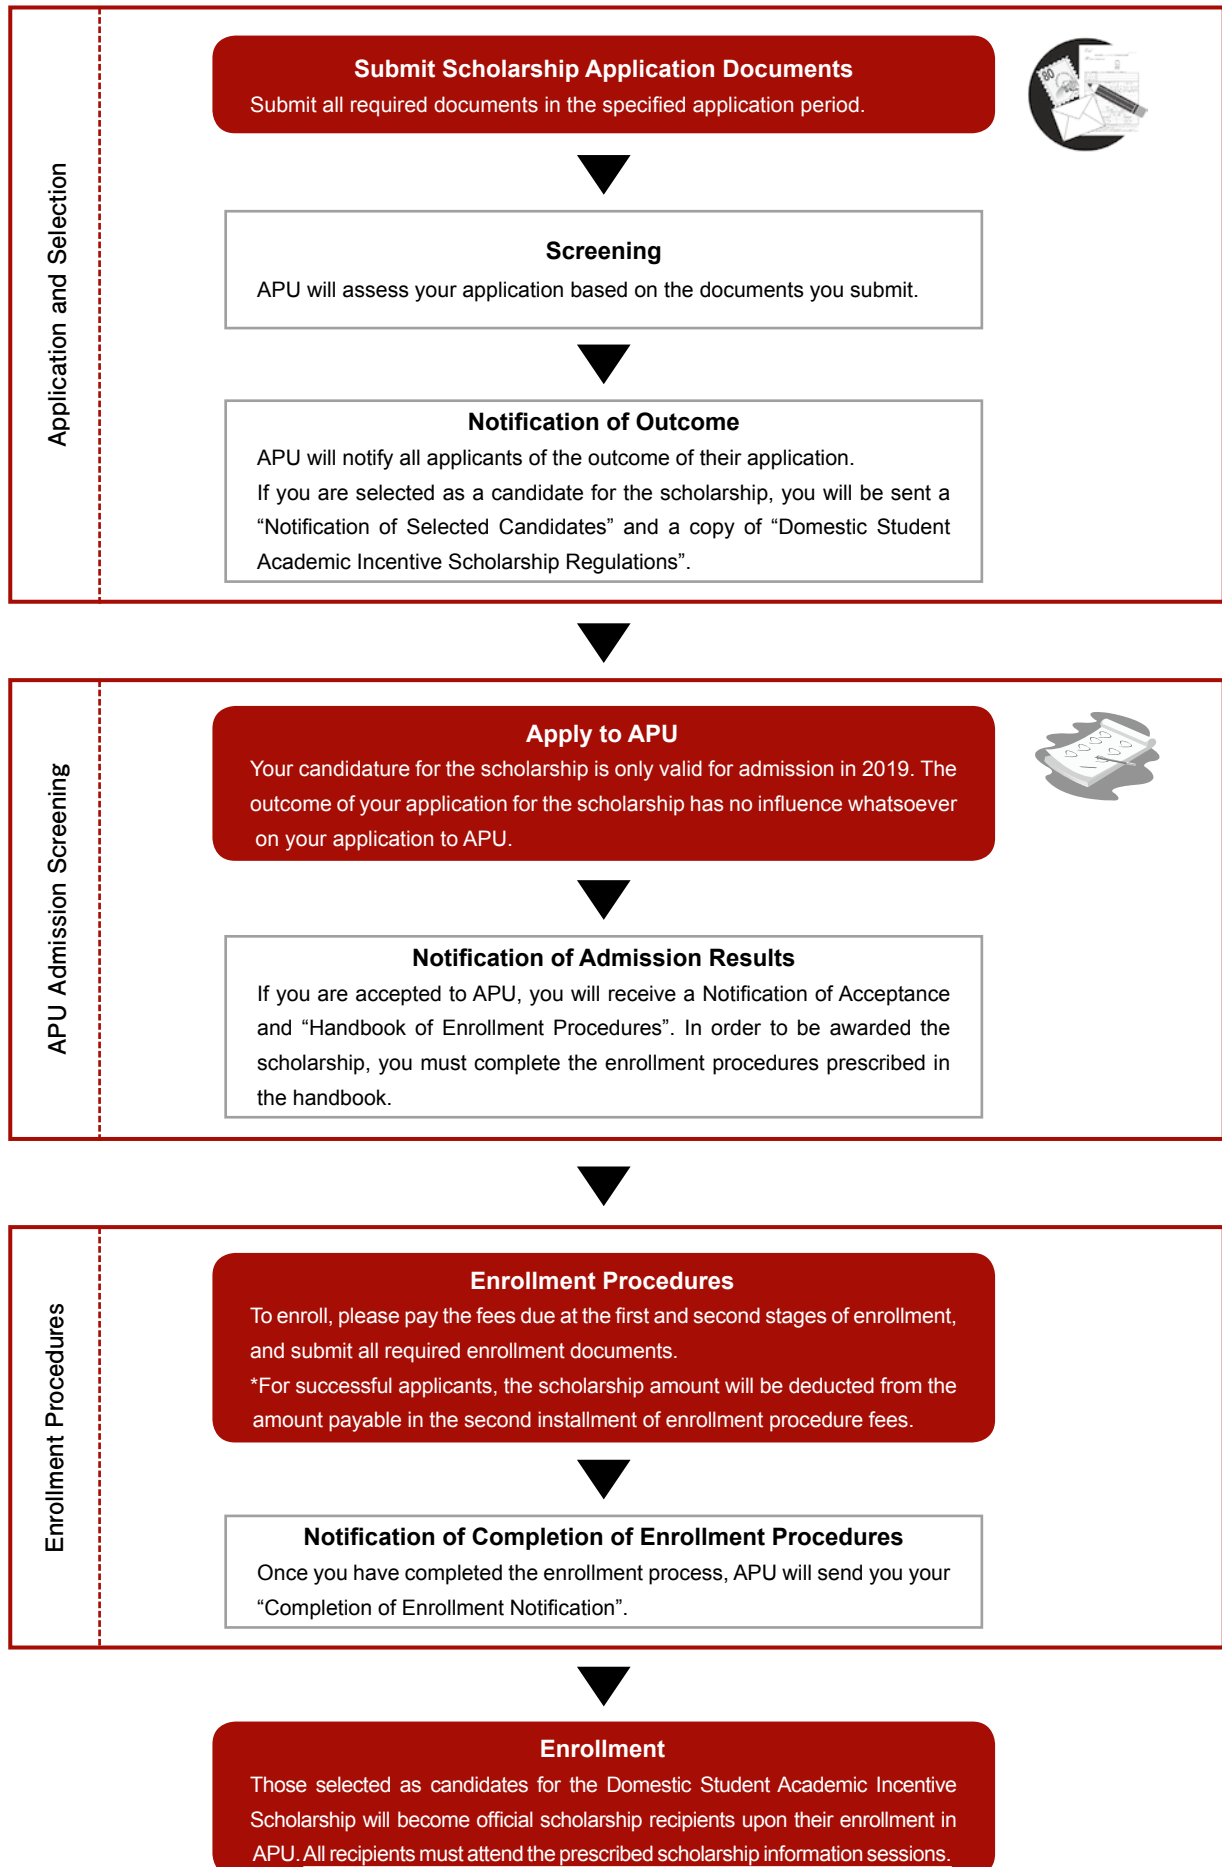 Application and Selection
Submit Scholarship Application Documents
Submit all required documents in the specified application period.
80
Screening
APU will assess your application based on the documents you submit.
Notification of Outcome
APU will notify all applicants of the outcome of their application.
If you are selected as a candidate for the scholarship, you will be sent a
“Notification of Selected Candidates” and a copy of “Domestic Student
Academic Incentive Scholarship Regulations”.
APU Admission Screening
Apply to APU
Your candidature for the scholarship is only valid for admission in 2019. The
outcome of your application for the scholarship has no influence whatsoever
on your application to APU.
Notification of Admission Results
If you are accepted to APU, you will receive a Notification of Acceptance
and “Handbook of Enrollment Procedures”. In order to be awarded the
scholarship, you must complete the enrollment procedures prescribed in
the handbook.
Enrollment Procedures
Enrollment Procedures
To enroll, please pay the fees due at the first and second stages of enrollment,
and submit all required enrollment documents.
*For successful applicants, the scholarship amount will be deducted from the
amount payable in the second installment of enrollment procedure fees.
Notification of Completion of Enrollment Procedures
Once you have completed the enrollment process, APU will send you your
“Completion of Enrollment Notification”.
Enrollment
Those selected as candidates for the Domestic Student Academic Incentive
Scholarship will become official scholarship recipients upon their enrollment in
APU. All recipients must attend the prescribed scholarship information sessions.